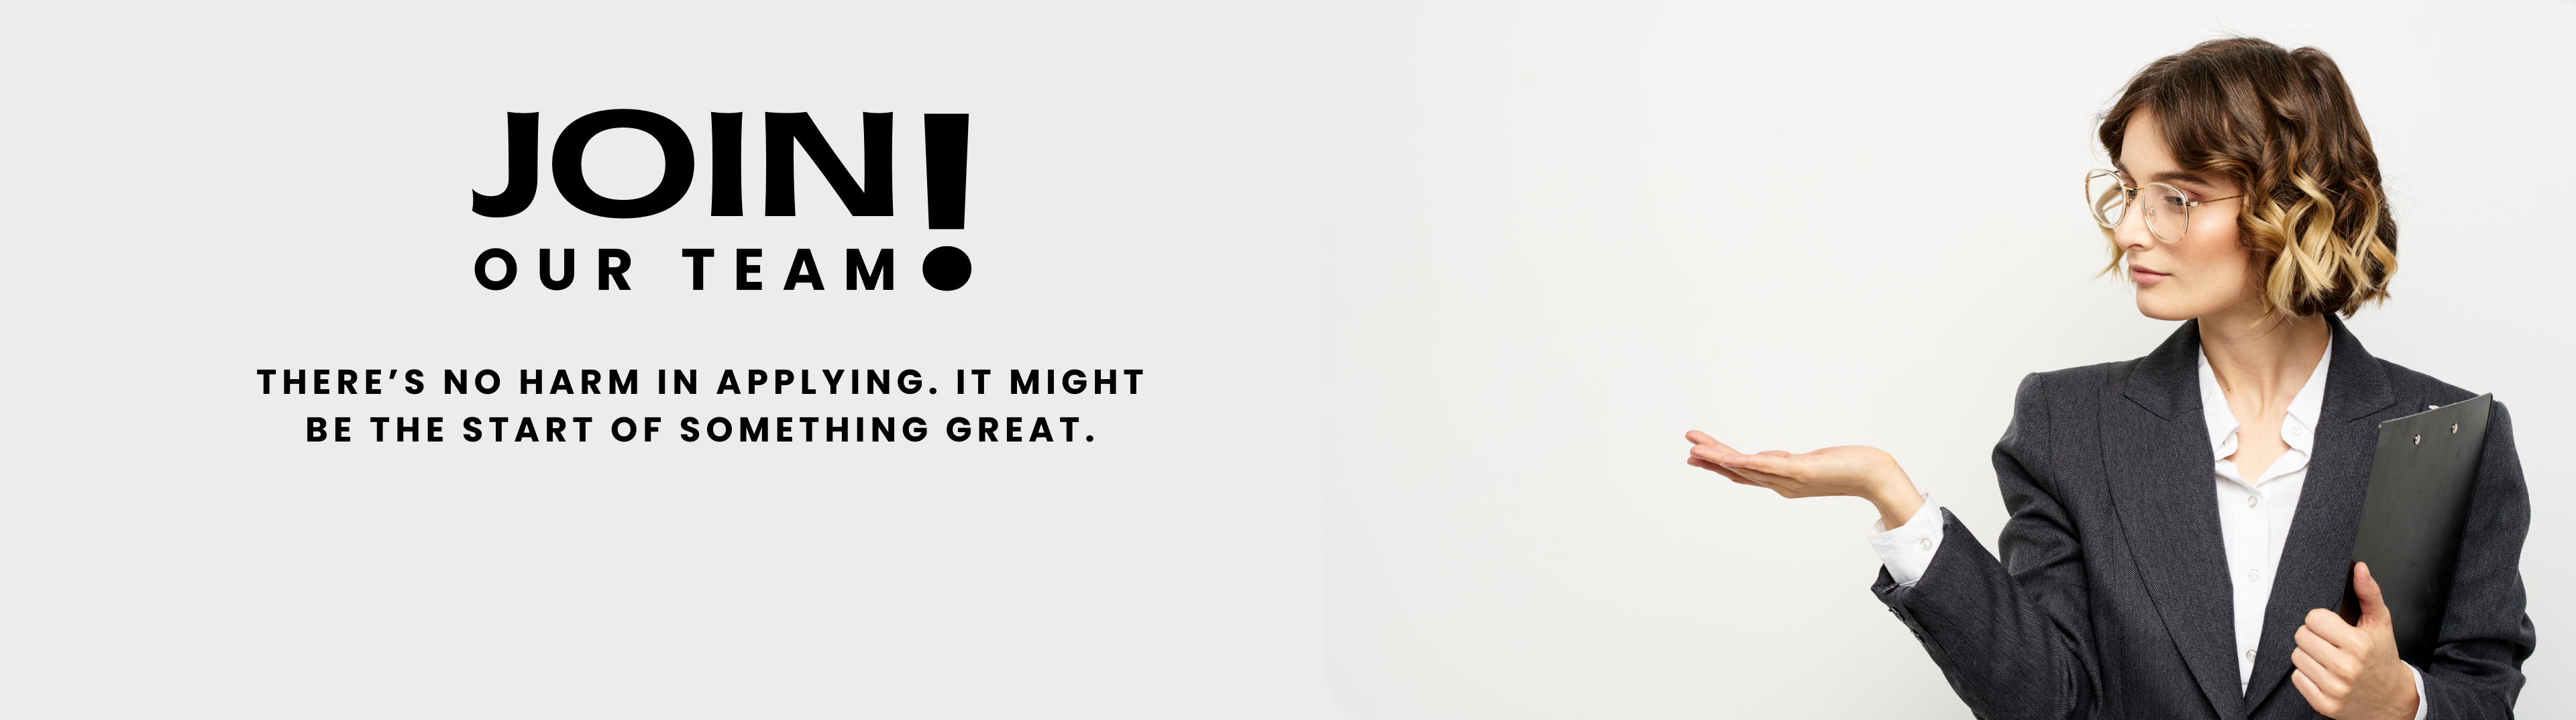 JOIN!
OUR TEAM
THERE’S NO HARM IN APPLYING. IT MIGHT
BE THE START OF SOMETHING GREAT.